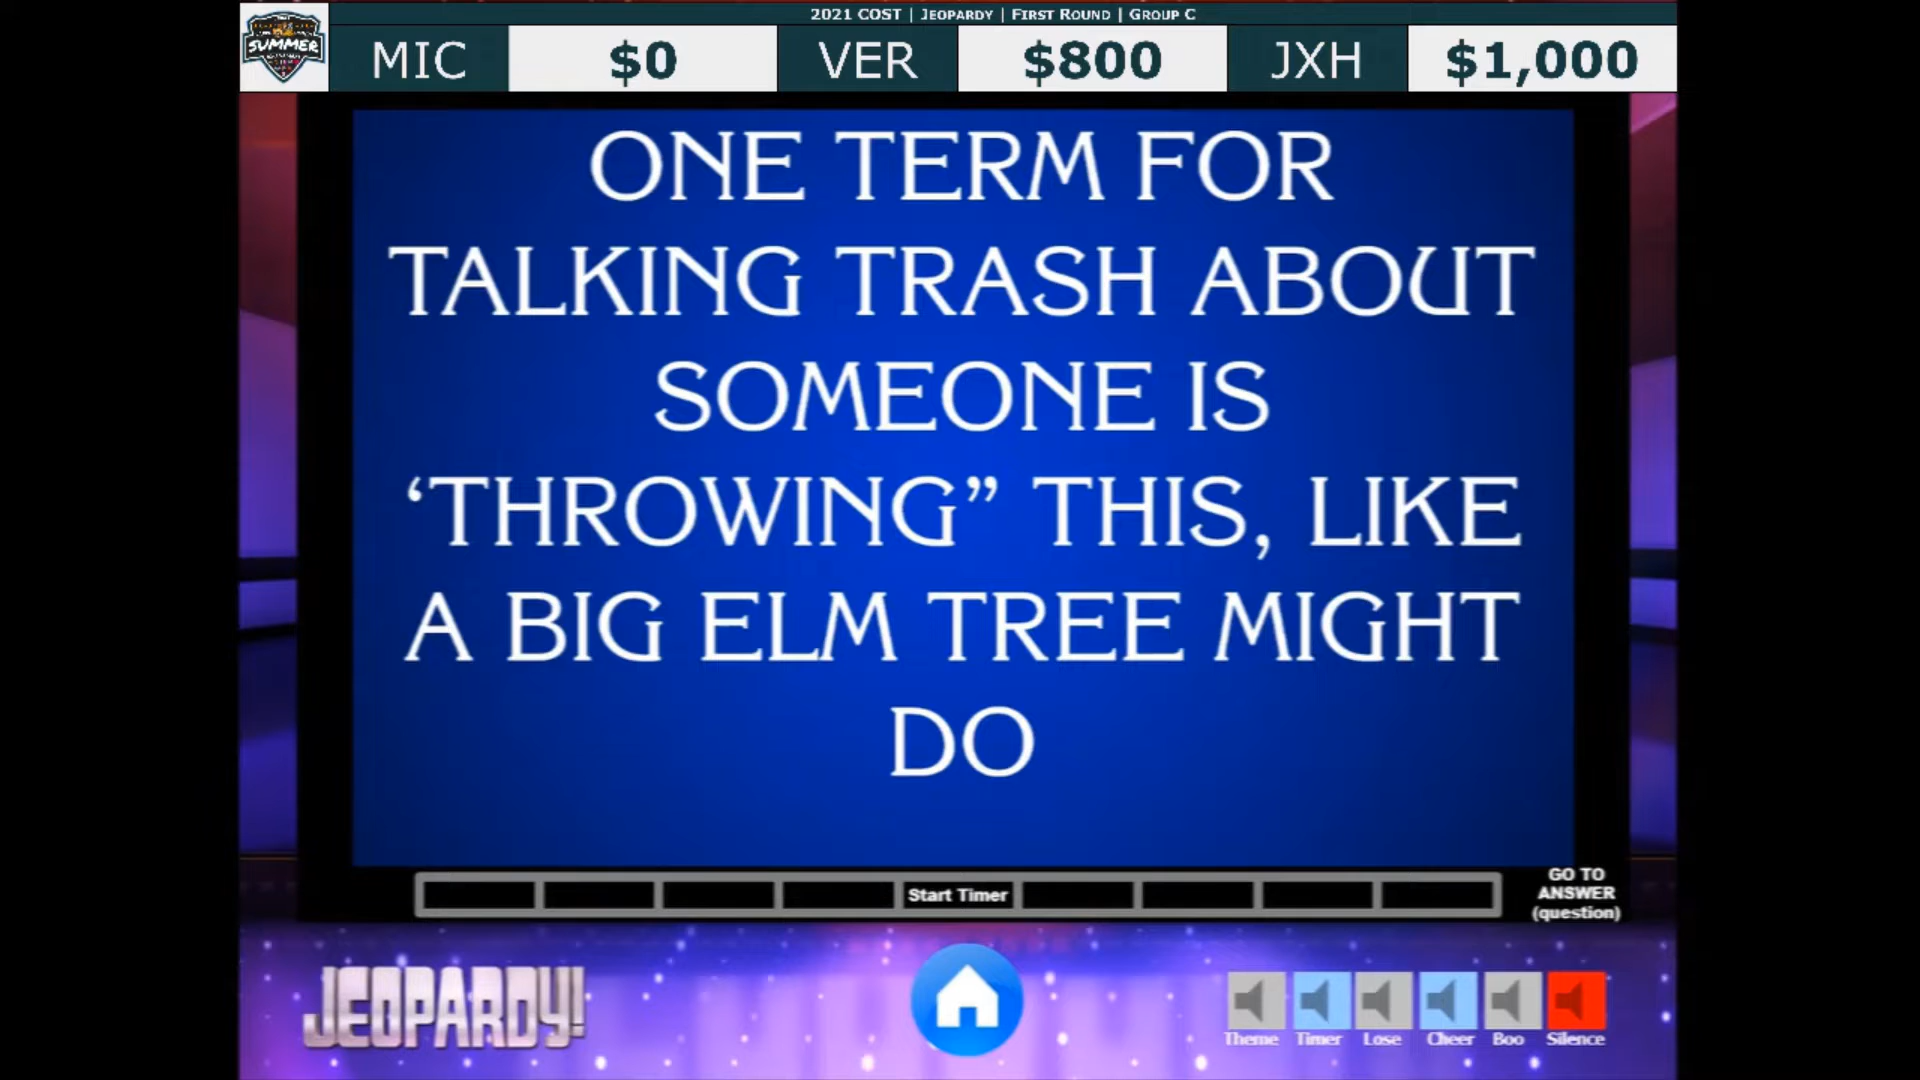 2021 COST | JEOPARDY | FIRST ROUND | GROUP C
SUMMER
MIC $0 VER $800 JXH $1,000
ONE TERM FOR
TALKING TRASH ABOUT
SOMEONE IS
‘THROWING” THIS, LIKE
A BIG ELM TREE MIGHT
DO
Start Timer
GO TO
ANSWER
(question)
JEOPARDY!
Theme Timer Lose Cheer Boo Silence